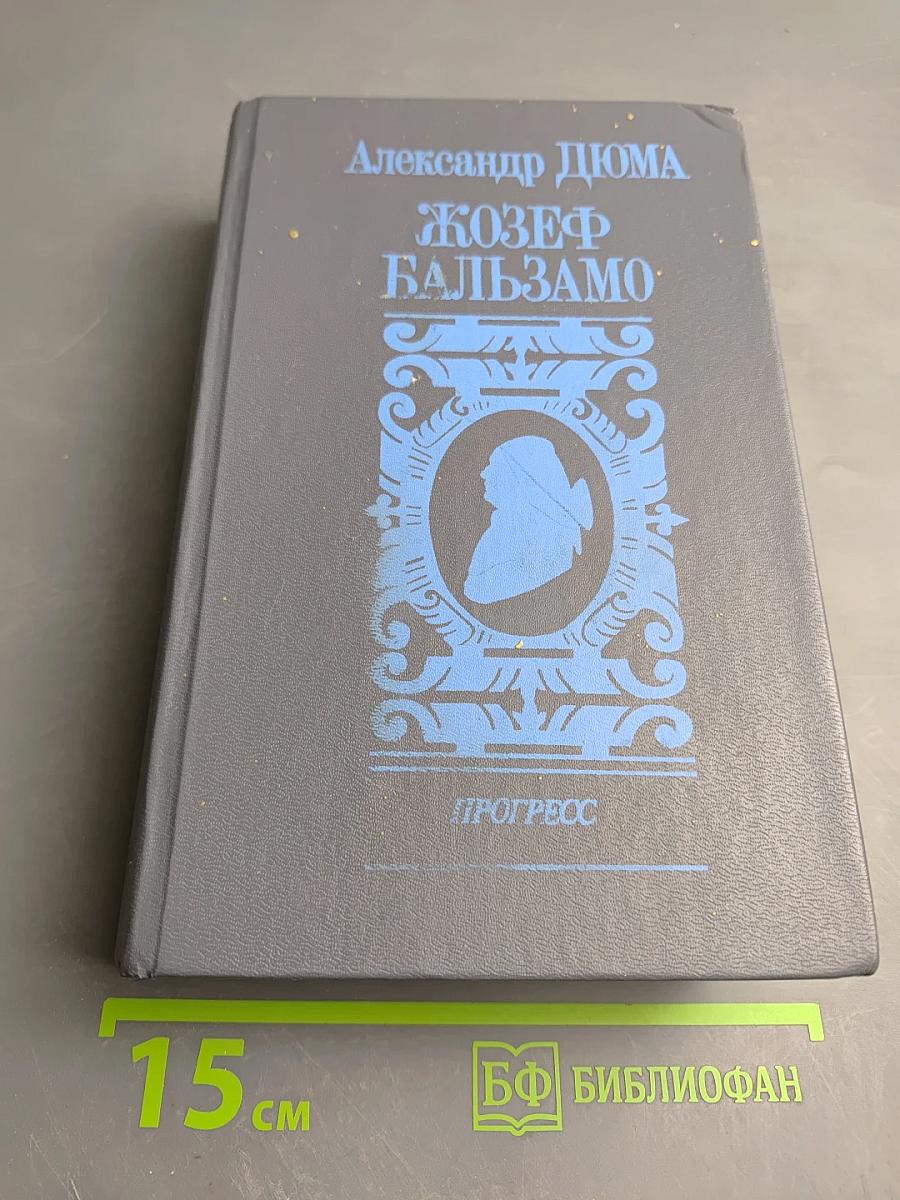 Александр ДЮМА
ЖОЗЕФ
БАЛЬЗАМО
ПРОГРЕСС
15 см
БФ БИБЛИОФАН